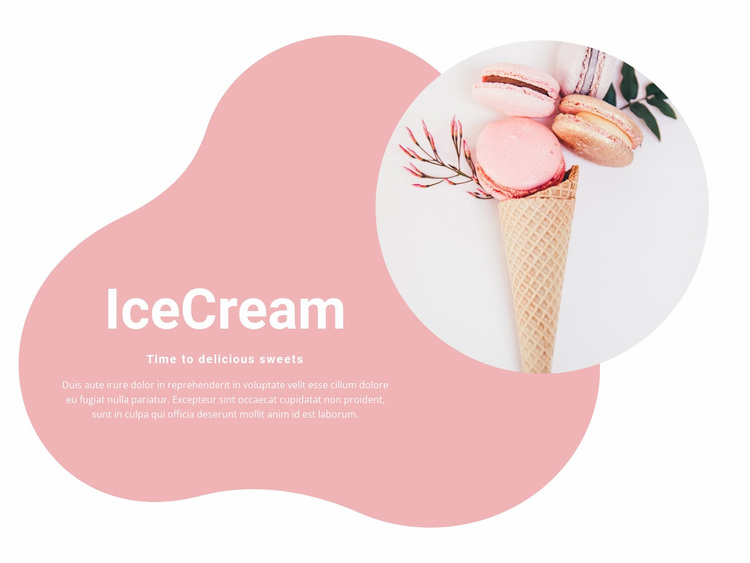 IceCream
Time to delicious sweets
Duis aute irure dolor in reprehenderit in voluptate velit esse cillum dolore
eu fugiat nulla pariatur. Excepteur sint occaecat cupidatat non proident,
sunt in culpa qui officia deserunt mollit anim id est laborum.